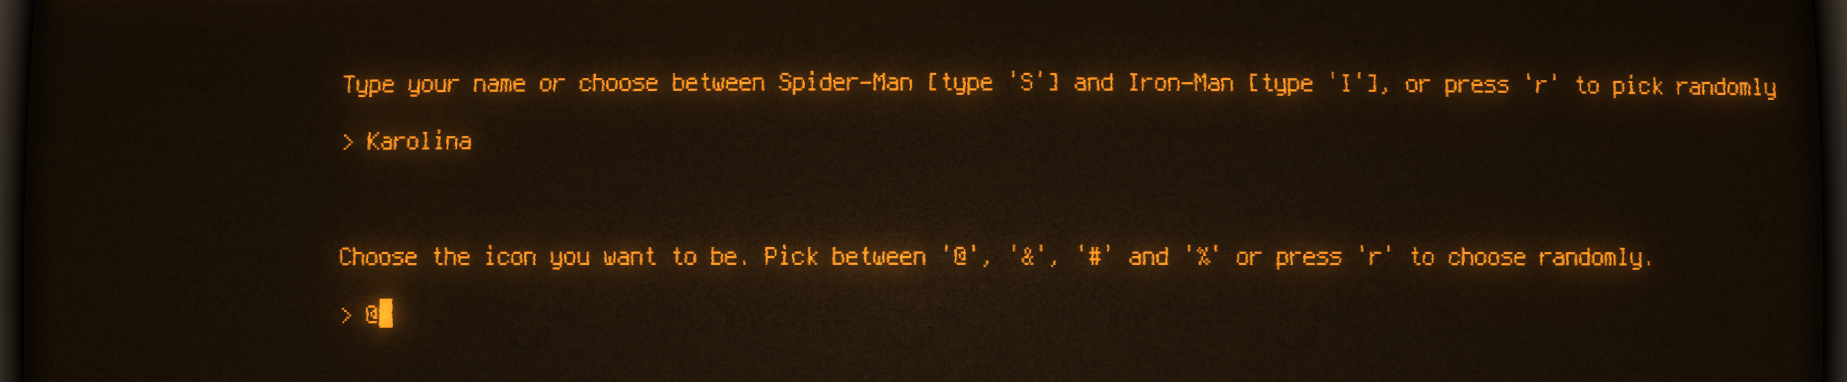 Type your name or choose between Spider-Man [type 'S'] and Iron-Man [type 'I'], or press 'r' to pick randomly
> Karolina
Choose the icon you want to be. Pick between '@', '&', '#' and '%' or press 'r' to choose randomly.
> @